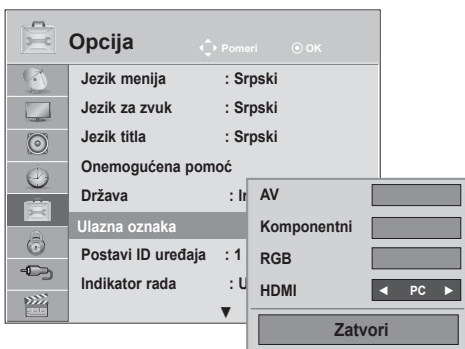 Opcija
Pomeri OK
Jezik menija : Srpski
Jezik za zvuk : Srpski
Jezik titla : Srpski
Onemogućena pomoć
Država :
Ulazna oznaka
Postavi ID uređaja : 1
Indikator rada : U
AV
Komponentni
RGB
HDMI ◄ PC ►
Zatvori